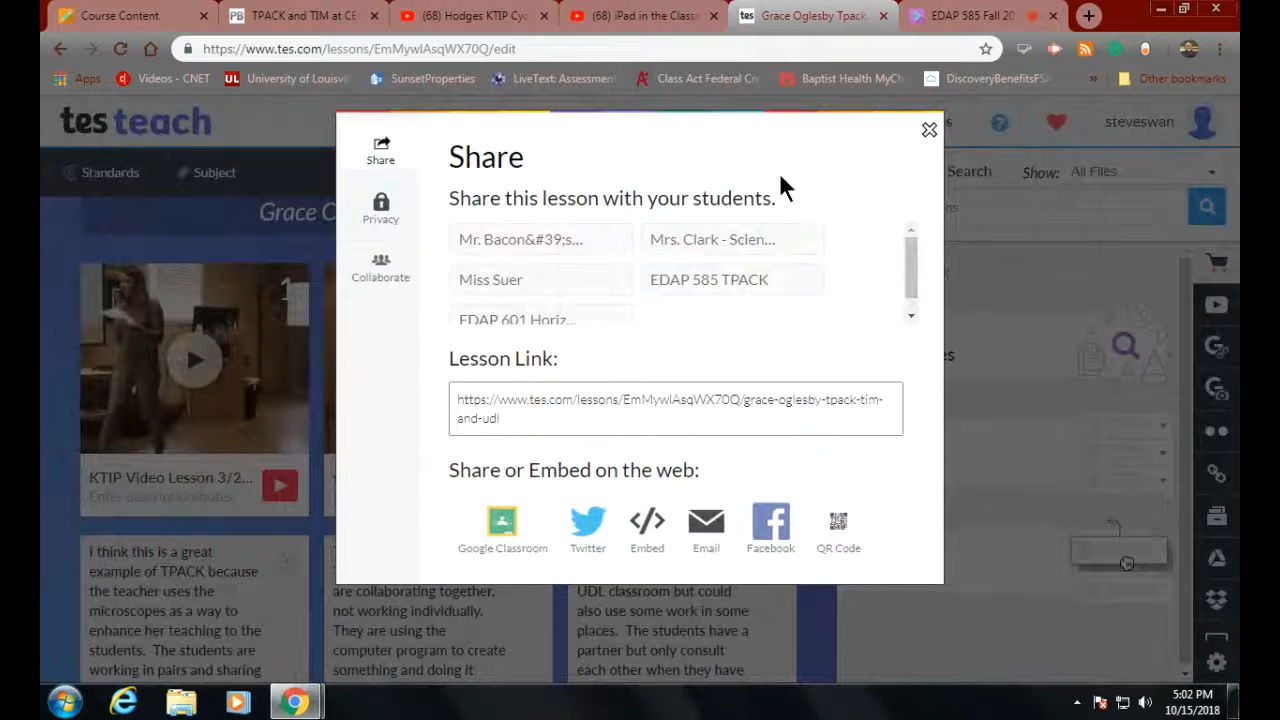 Course Content
TPACK and TIM at CE
(68) Hodges KTIP Cyc
(68) iPad in the Classr
Grace Oglesby Tpack,
EDAP 585 Fall 20
https://www.tes.com/lessons/EmMywIAsqWX70Q/edit
Apps
Videos - CNET
University of Louisvi
SunsetProperties
LiveText Assessment
Class Act Federal Cr
Baptist Health MyCh
DiscoveryBenefitsFS
»
Other bookmarks
tes teach
steveswan
Standards
Subject
Search
Show:
All Files
Grace C
1
KTIP Video Lesson 3/2...
I think this is a great
example of TPACK because
the teacher uses the
microscopes as a way to
enhance her teaching to the
students. The students are
working in pairs and sharing
are collaborating together,
not working individually.
They are using the
computer program to create
something and doing it
UDL classroom but could
also use some work in some
places. The students have a
partner but only consult
each other when they have
Share
Privacy
Collaborate
Share
Share this lesson with your students.
Mr. Bacon&#39;s...
Mrs. Clark - Scien...
Miss Suer
EDAP 585 TPACK
EDAP 601 Horiz...
Lesson Link:
https://www.tes.com/lessons/EmMywIAsqWX70Q/grace-oglesby-tpack-tim-
and-udl
Share or Embed on the web:
Google Classroom
Twitter
Embed
Email
Facebook
QR Code
5:02 PM
10/15/2018